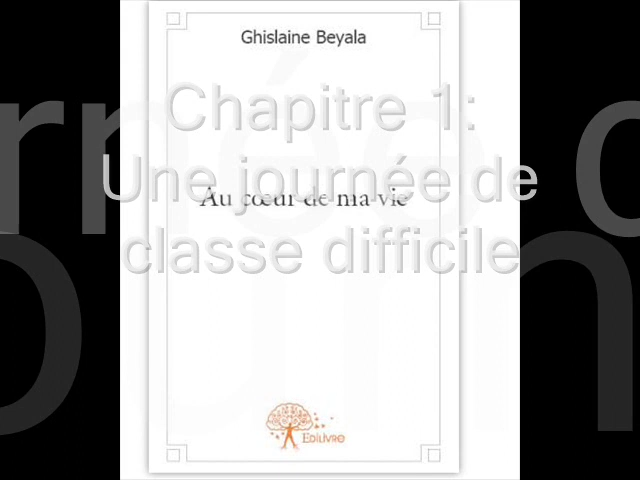 Ghislaine Beyala
Chapitre 1:
Une journée de
Au cœur de ma vie
classe difficile
EDILIVRE